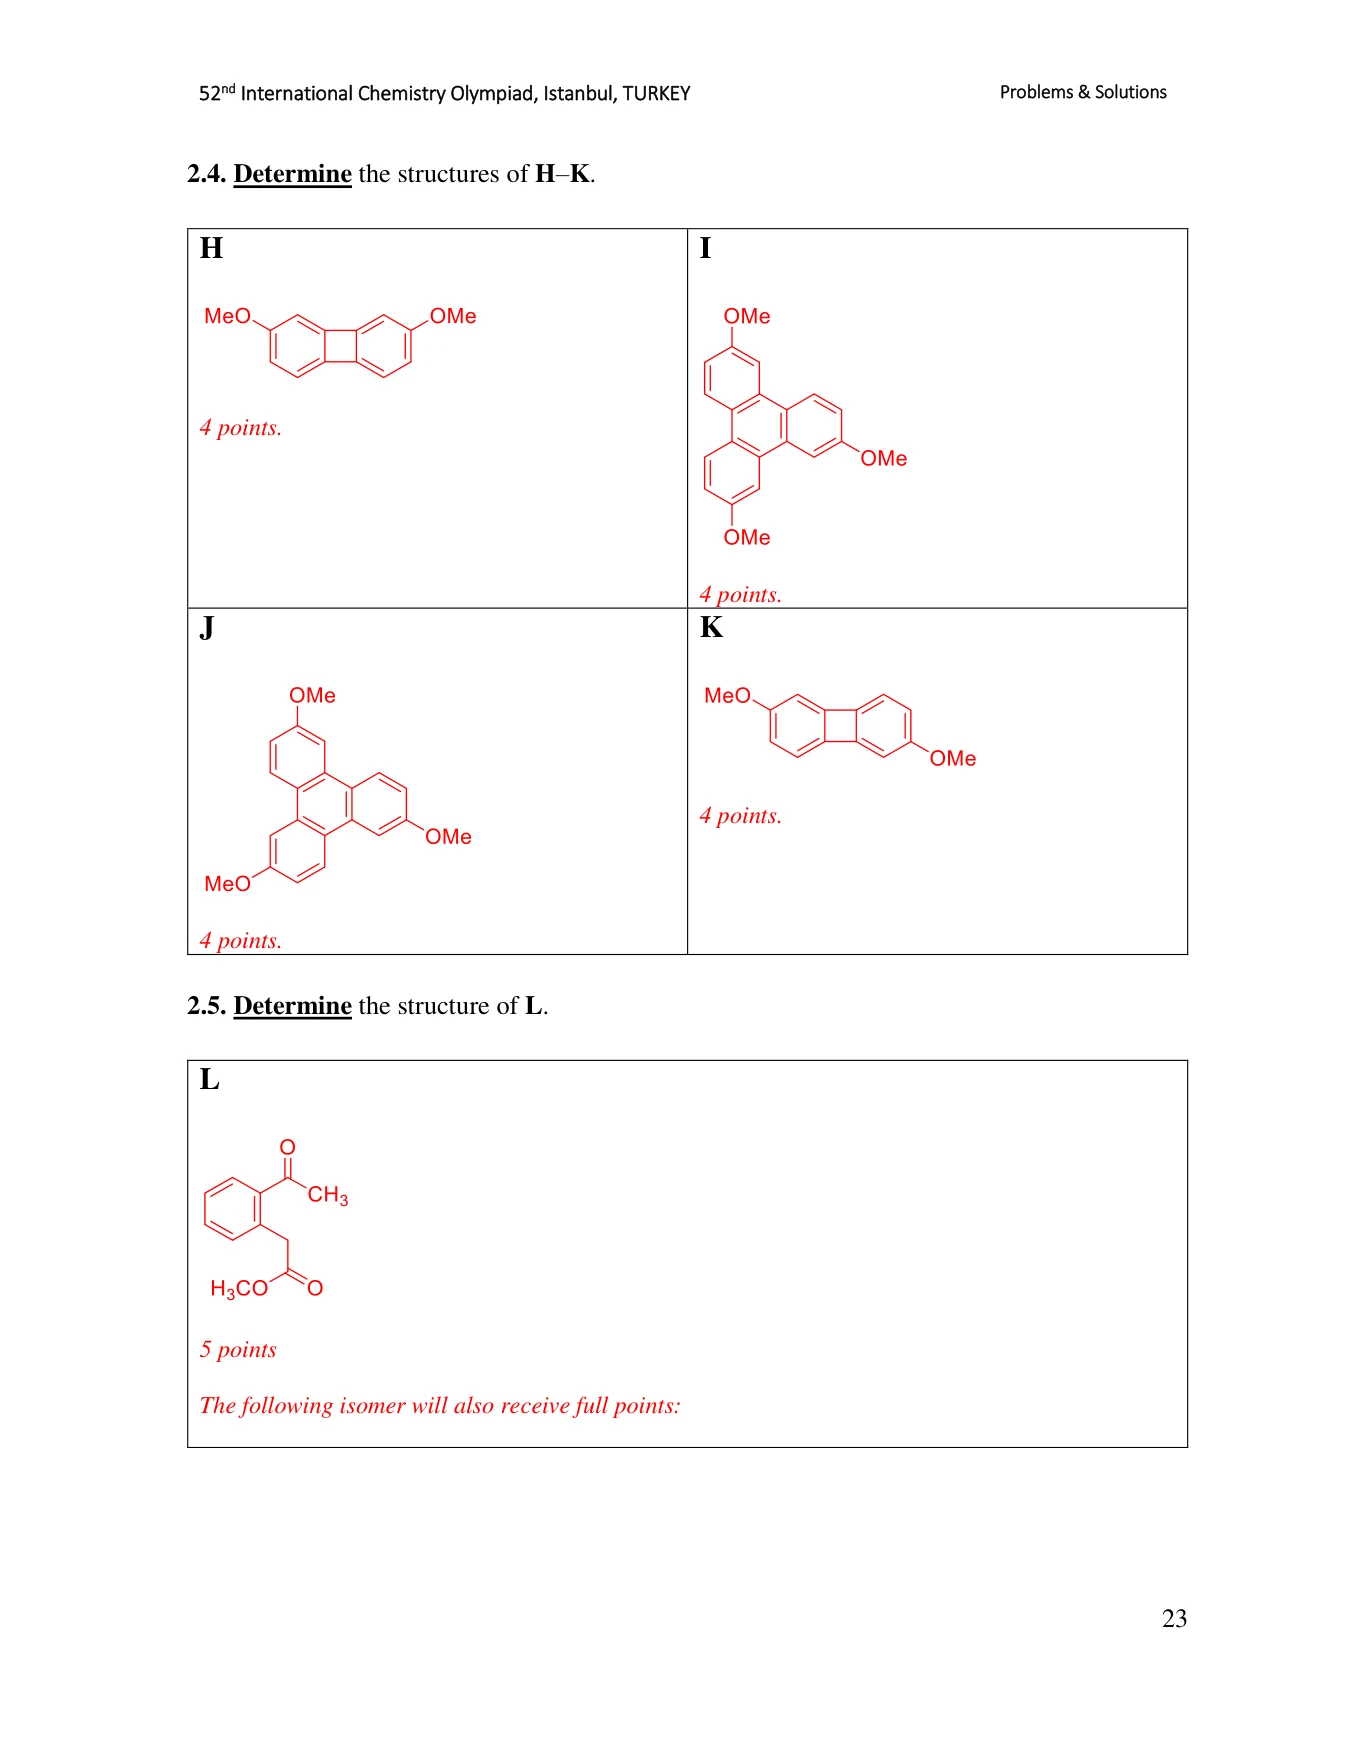 52nd International Chemistry Olympiad, Istanbul, TURKEY Problems & Solutions
2.4. Determine the structures of H–K.
H
MeO OMe
4 points.
I
OMe
OMe
OMe
4 points.
J
OMe
OMe
MeO
4 points.
K
MeO
OMe
4 points.
2.5. Determine the structure of L.
L
O
CH3
H3CO O
5 points
The following isomer will also receive full points:
23